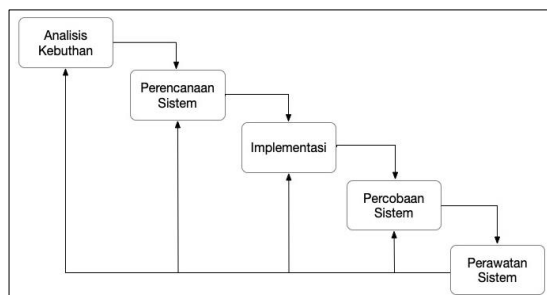 Analisis
Kebuthan
Perencanaan
Sistem
Implementasi
Percobaan
Sistem
Perawatan
Sistem